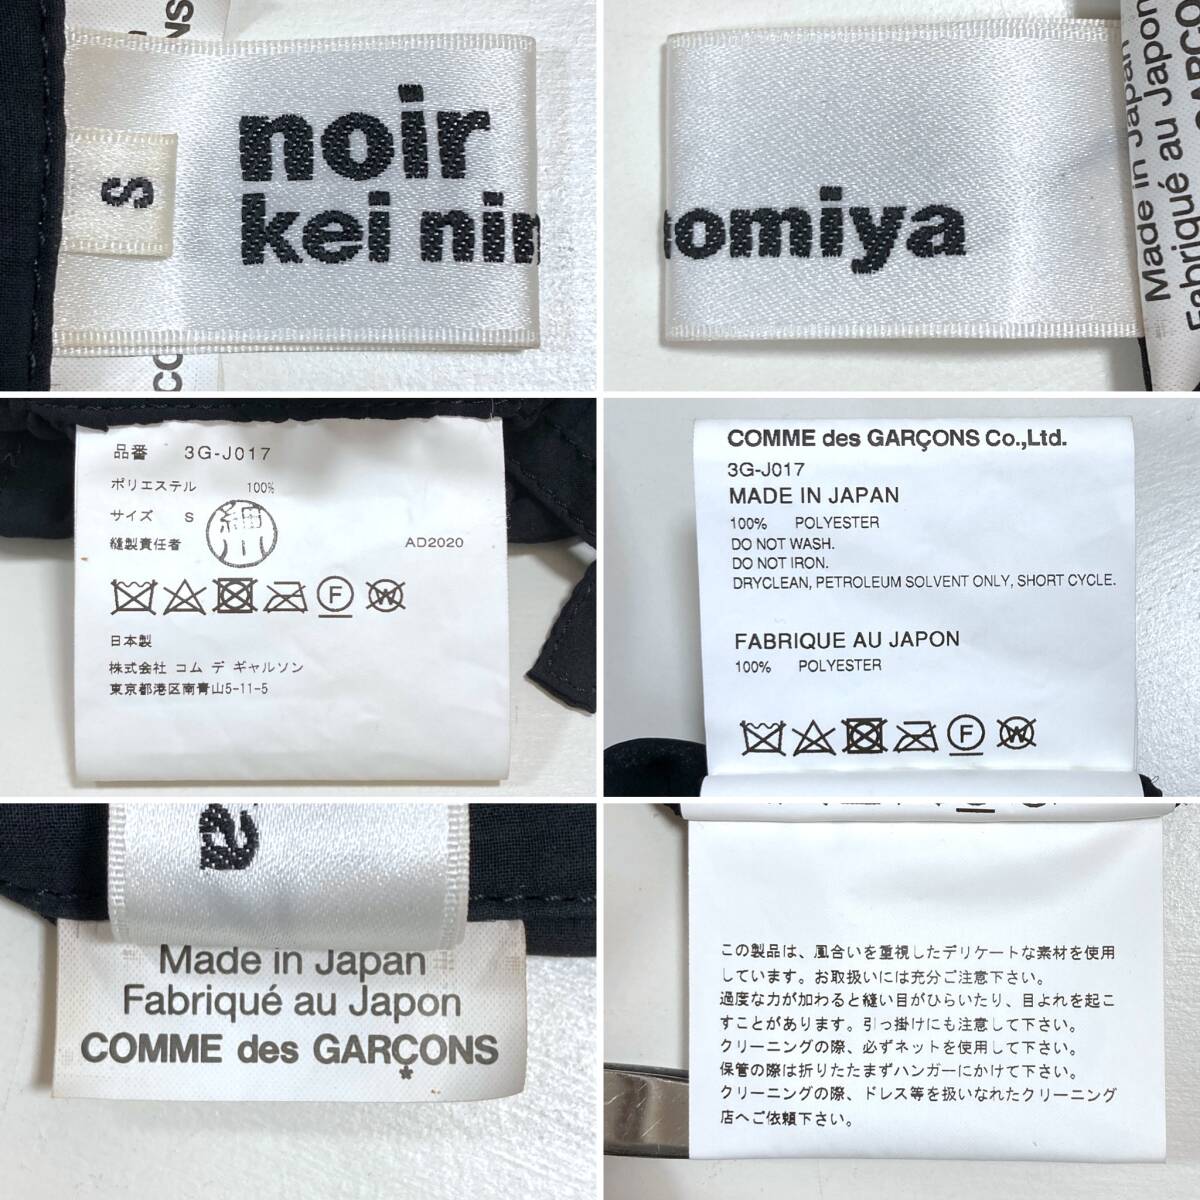 noir
kei nin
S
omiya
Made in Japan
Fabriqué au Japon
品番 3G-J017
ポリエステル 100%
サイズ S
縫製責任者 細川 AD2020
F W
日本製
株式会社 コム デ ギャルソン
東京都港区南青山5-11-5
COMME des GARÇONS Co.,Ltd.
3G-J017
MADE IN JAPAN
100% POLYESTER
DO NOT WASH.
DO NOT IRON.
DRYCLEAN, PETROLEUM SOLVENT ONLY, SHORT CYCLE.
FABRIQUE AU JAPON
100% POLYESTER
F W
a
Made in Japan
Fabriqué au Japon
COMME des GARÇONS
この製品は、風合いを重視したデリケートな素材を使用
しています。お取扱いには充分ご注意下さい。
過度な力が加わると縫い目がひらいたり、目よれを起こ
すことがあります。引っ掛けにも注意して下さい。
クリーニングの際、必ずネットを使用して下さい。
保管の際は折りたたまずハンガーにかけて下さい。
クリーニングの際、ドレス等を扱いなれたクリーニング
店へご依頼下さい。